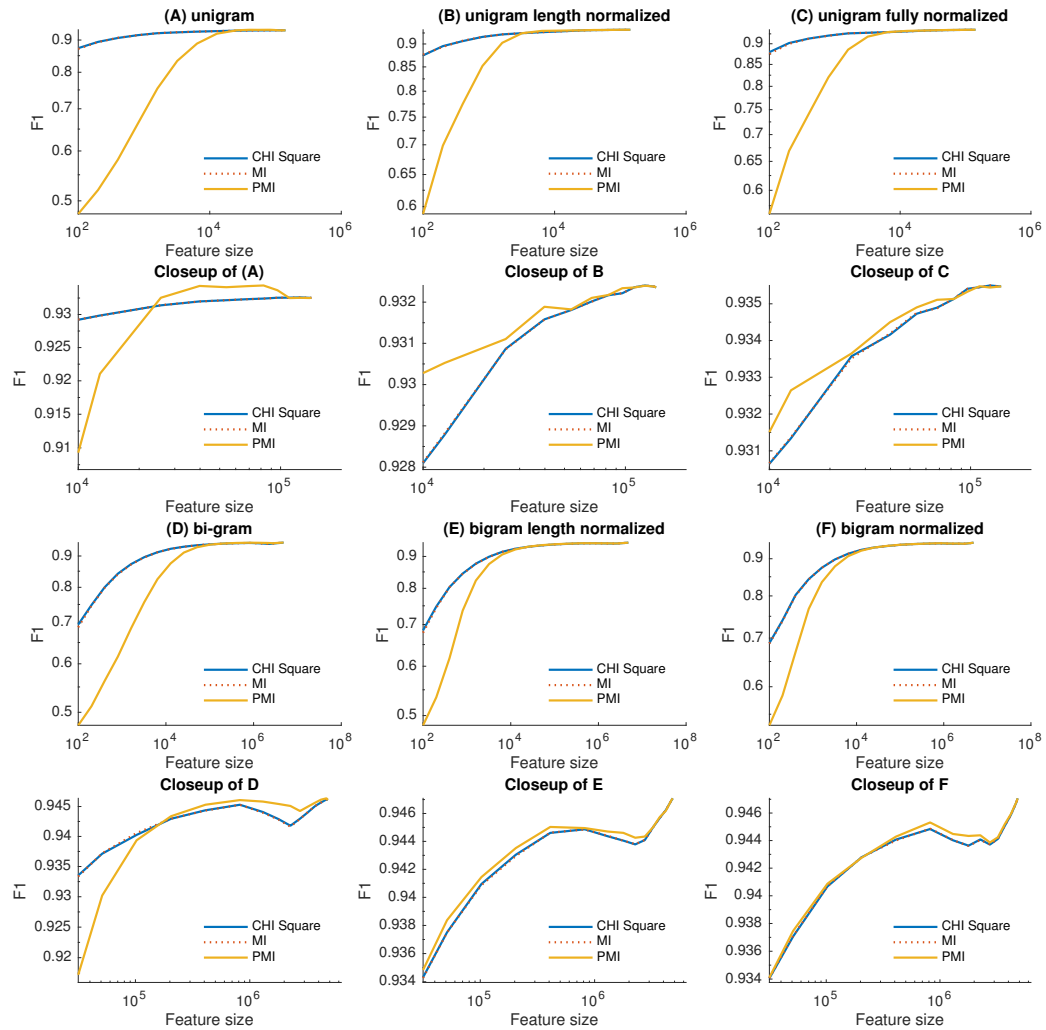 (A) unigram
0.9
0.8
0.7
0.6
0.5
F1
CHI Square
MI
PMI
10^2
10^4
10^6
Feature size
(B) unigram length normalized
0.9
0.85
0.8
0.75
0.7
0.65
0.6
F1
CHI Square
MI
PMI
10^2
10^4
10^6
Feature size
(C) unigram fully normalized
0.9
0.85
0.8
0.75
0.7
0.65
0.6
F1
CHI Square
MI
PMI
10^2
10^4
10^6
Feature size
Closeup of (A)
0.93
0.925
0.92
0.915
0.91
F1
CHI Square
MI
PMI
10^4
10^5
Feature size
Closeup of B
0.932
0.931
0.93
0.929
0.928
F1
CHI Square
MI
PMI
10^4
10^5
Feature size
Closeup of C
0.935
0.934
0.933
0.932
0.931
F1
CHI Square
MI
PMI
10^4
10^5
Feature size
(D) bi-gram
0.9
0.8
0.7
0.6
0.5
F1
CHI Square
MI
PMI
10^2
10^4
10^6
10^8
Feature size
(E) bigram length normalized
0.9
0.8
0.7
0.6
0.5
F1
CHI Square
MI
PMI
10^2
10^4
10^6
10^8
Feature size
(F) bigram normalized
0.9
0.8
0.7
0.6
F1
CHI Square
MI
PMI
10^2
10^4
10^6
10^8
Feature size
Closeup of D
0.945
0.94
0.935
0.93
0.925
0.92
F1
CHI Square
MI
PMI
10^5
10^6
Feature size
Closeup of E
0.946
0.944
0.942
0.94
0.938
0.936
0.934
F1
CHI Square
MI
PMI
10^5
10^6
Feature size
Closeup of F
0.946
0.944
0.942
0.94
0.938
0.936
0.934
F1
CHI Square
MI
PMI
10^5
10^6
Feature size